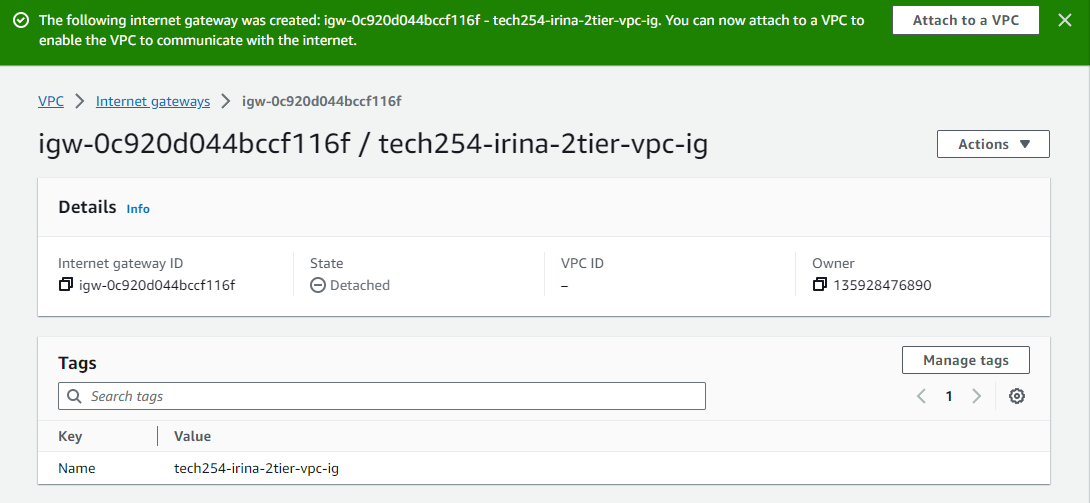 The following internet gateway was created: igw-0c920d044bccf116f - tech254-irina-2tier-vpc-ig. You can now attach to a VPC to
enable the VPC to communicate with the internet.
Attach to a VPC
VPC
Internet gateways
igw-0c920d044bccf116f
igw-0c920d044bccf116f / tech254-irina-2tier-vpc-ig
Actions
Details Info
Internet gateway ID
igw-0c920d044bccf116f
State
Detached
VPC ID
–
Owner
135928476890
Tags
Manage tags
Search tags
1
Key Value
Name tech254-irina-2tier-vpc-ig